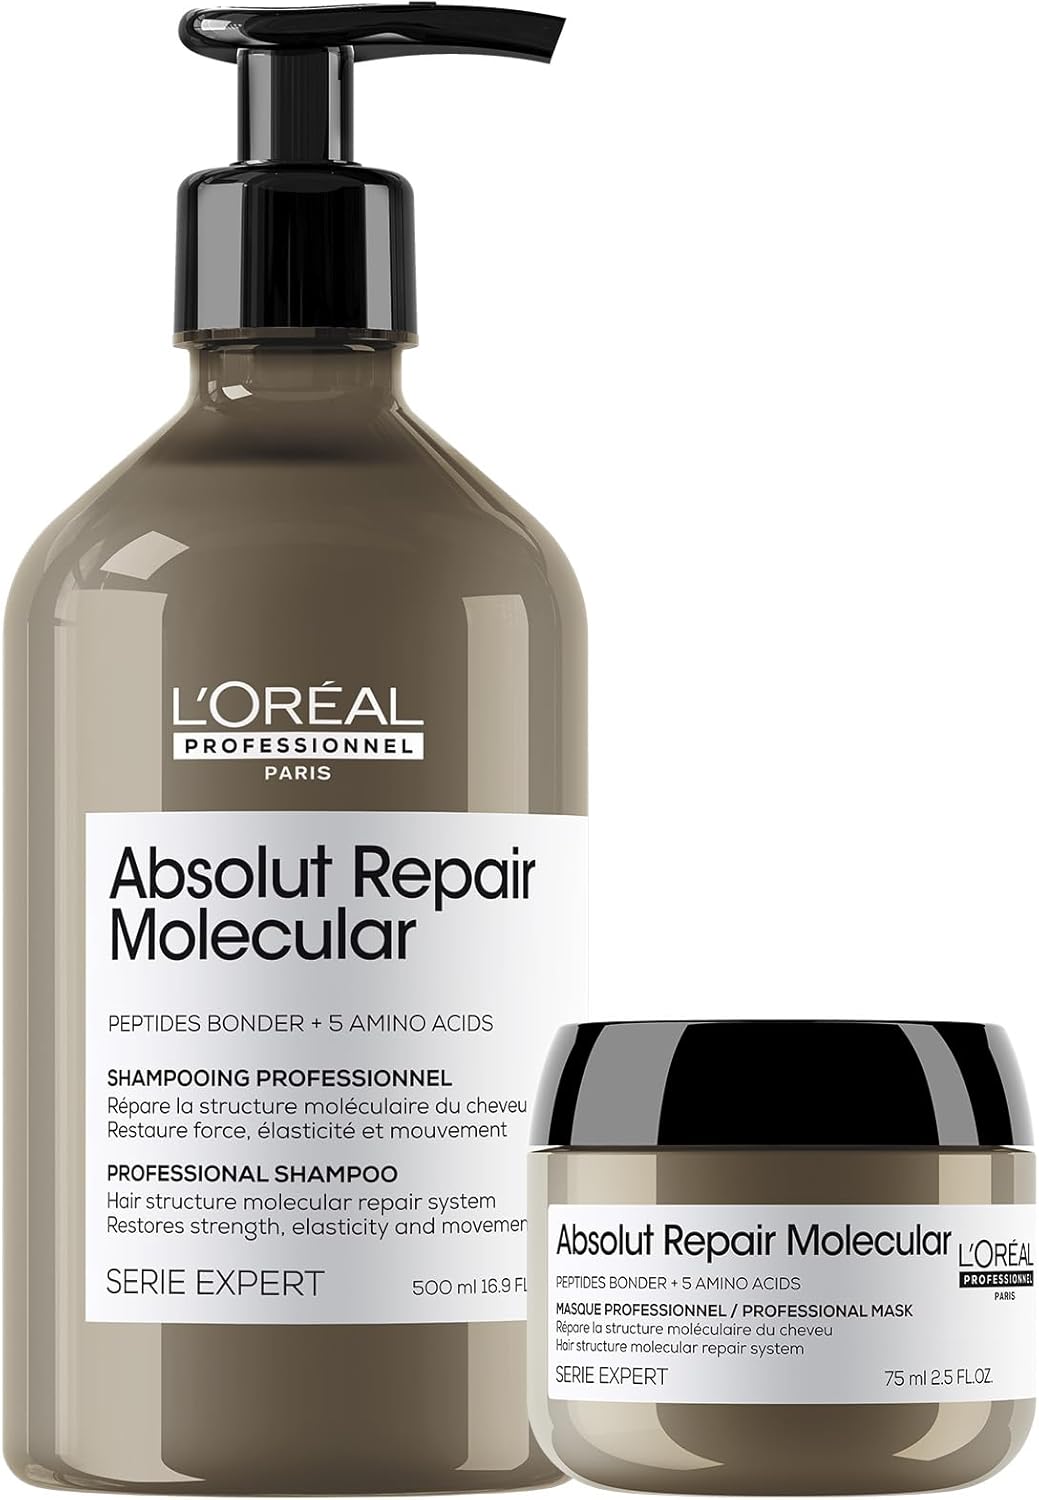 L'ORÉAL
PROFESSIONNEL
PARIS
Absolut Repair
Molecular
PEPTIDES BONDER + 5 AMINO ACIDS
SHAMPOOING PROFESSIONNEL
Répare la structure moléculaire du cheveu
Restaure force, élasticité et mouvement
PROFESSIONAL SHAMPOO
Hair structure molecular repair system
Restores strength, elasticity and movemen
SERIE EXPERT
500 ml 16.9 FL
Absolut Repair Molecular
L'ORÉAL
PROFESSIONNEL
PARIS
PEPTIDES BONDER + 5 AMINO ACIDS
MASQUE PROFESSIONNEL / PROFESSIONAL MASK
Répare la structure moléculaire du cheveu
Hair structure molecular repair system
SERIE EXPERT
75 ml 2.5 FL.OZ.